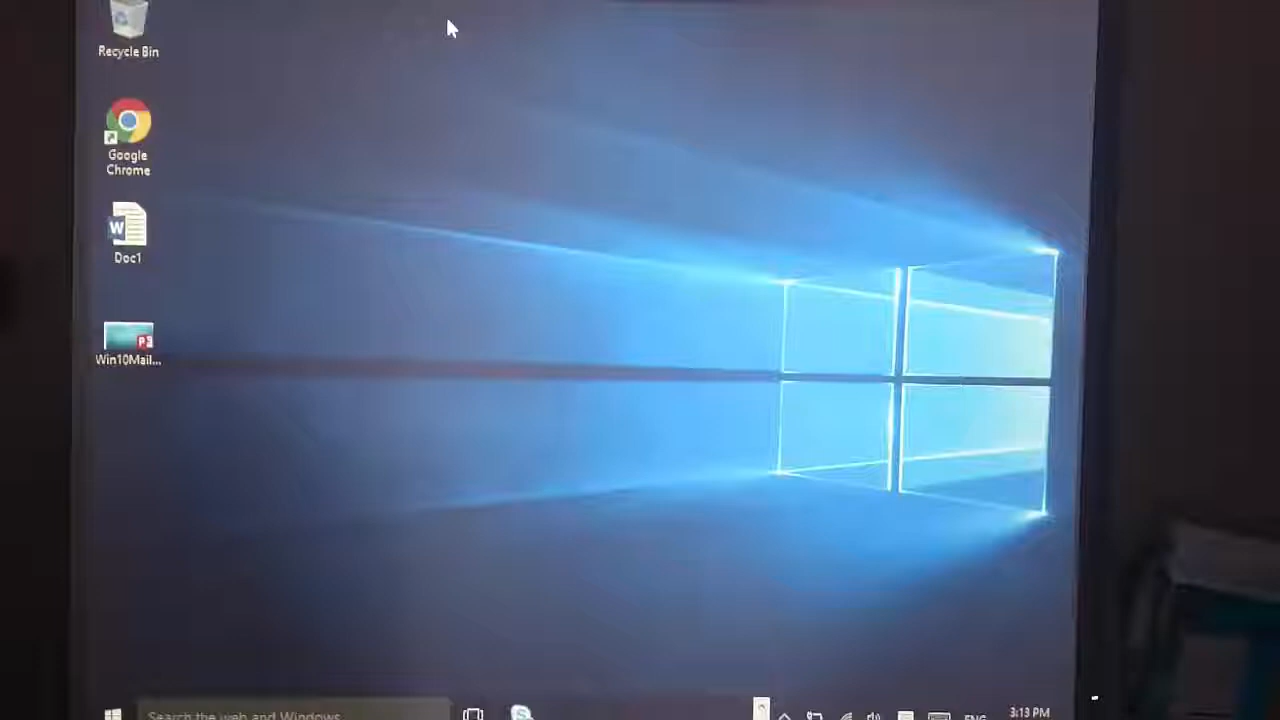 Recycle Bin
Google
Chrome
W
Doc1
P
Win10Mail...
Search the web and Windows
S
ENG
3:13 PM